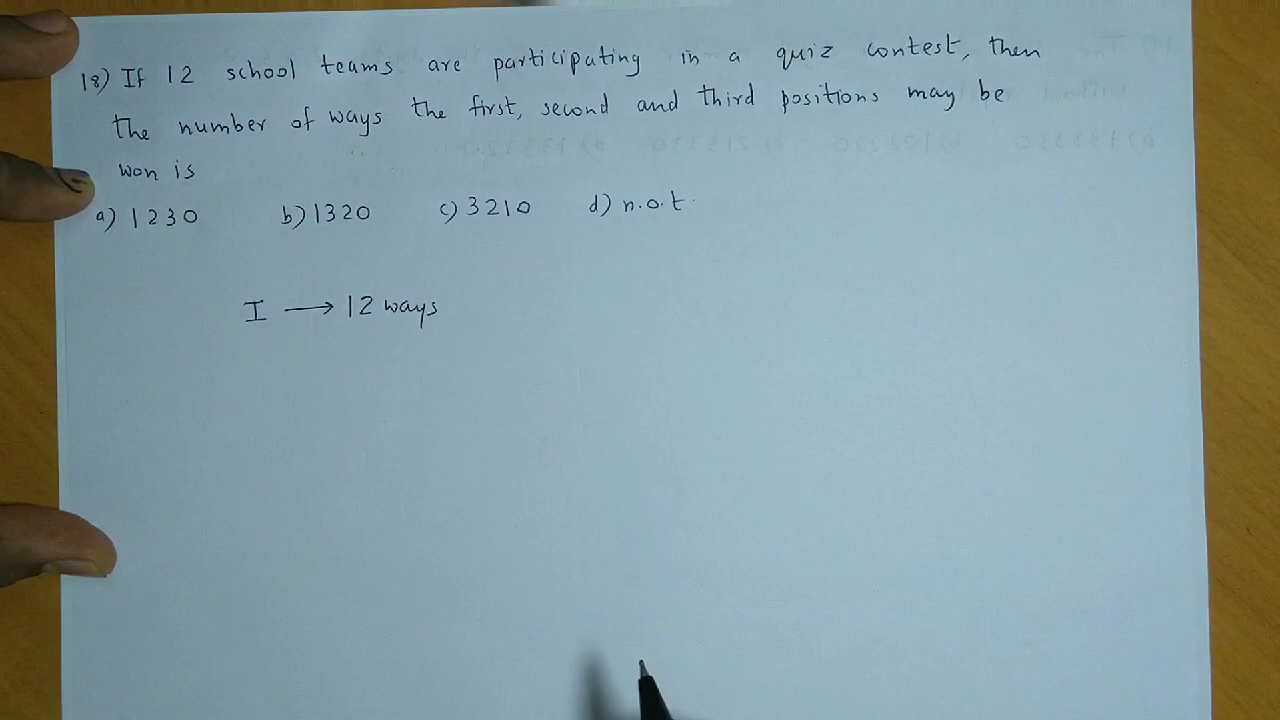 18) If 12 school teams are participating in a quiz contest, then
the number of ways the first, second and third positions may be
won is
a) 1230 b) 1320 c) 3210 d) n.o.t.
I → 12 ways